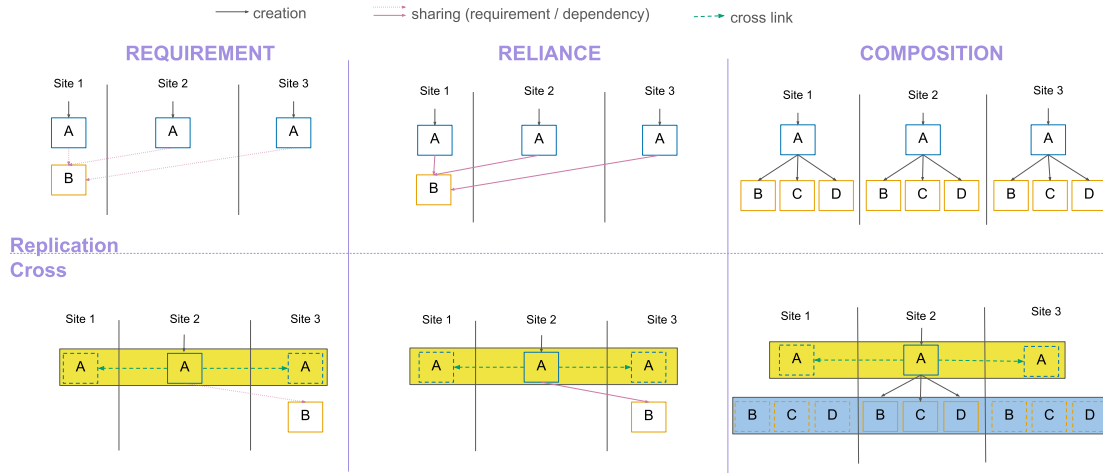 creation
sharing (requirement / dependency)
cross link
REQUIREMENT
RELIANCE
COMPOSITION
Site 1 Site 2 Site 3
A A A
B
Site 1 Site 2 Site 3
A A A
B
Site 1 Site 2 Site 3
A A A
B C D B C D B C D
Replication
Cross
Site 1 Site 2 Site 3
A A A
B
Site 1 Site 2 Site 3
A A A
B
Site 1 Site 2 Site 3
A A A
B C D B C D B C D